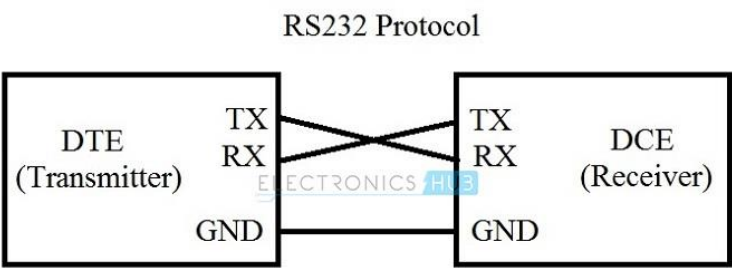 RS232 Protocol
DTE
(Transmitter)
TX
RX
GND
ELECTRONICS HUB
TX
RX
GND
DCE
(Receiver)